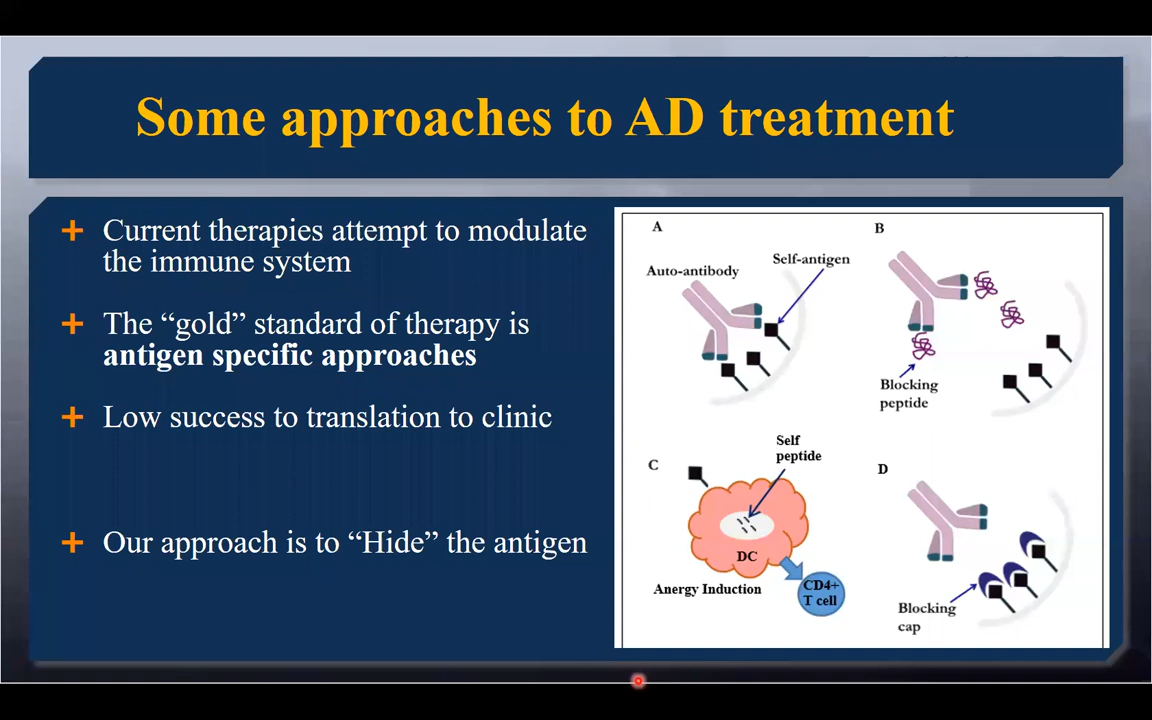 Some approaches to AD treatment
Current therapies attempt to modulate
the immune system
The “gold” standard of therapy is
antigen specific approaches
Low success to translation to clinic
Our approach is to “Hide” the antigen
A
Auto-antibody
Self-antigen
B
Blocking
peptide
C
Self
peptide
DC
Anergy Induction
CD4+
T cell
D
Blocking
cap